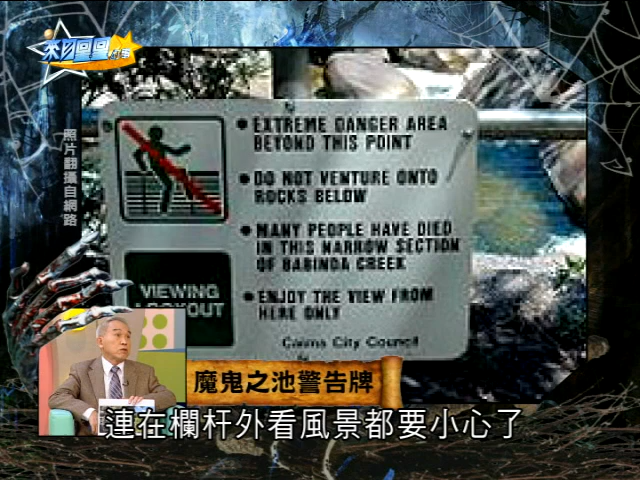 照片翻攝自網路
EXTREME DANGER AREA
BEYOND THIS POINT
DO NOT VENTURE ONTO
ROCKS BELOW
MANY PEOPLE HAVE DIED
IN THIS NARROW SECTION
OF BABINDA CREEK
ENJOY THE VIEW FROM
HERE ONLY
VIEWING
LOOKOUT
Cairns City Council
魔鬼之池警告牌
連在欄杆外看風景都要小心了